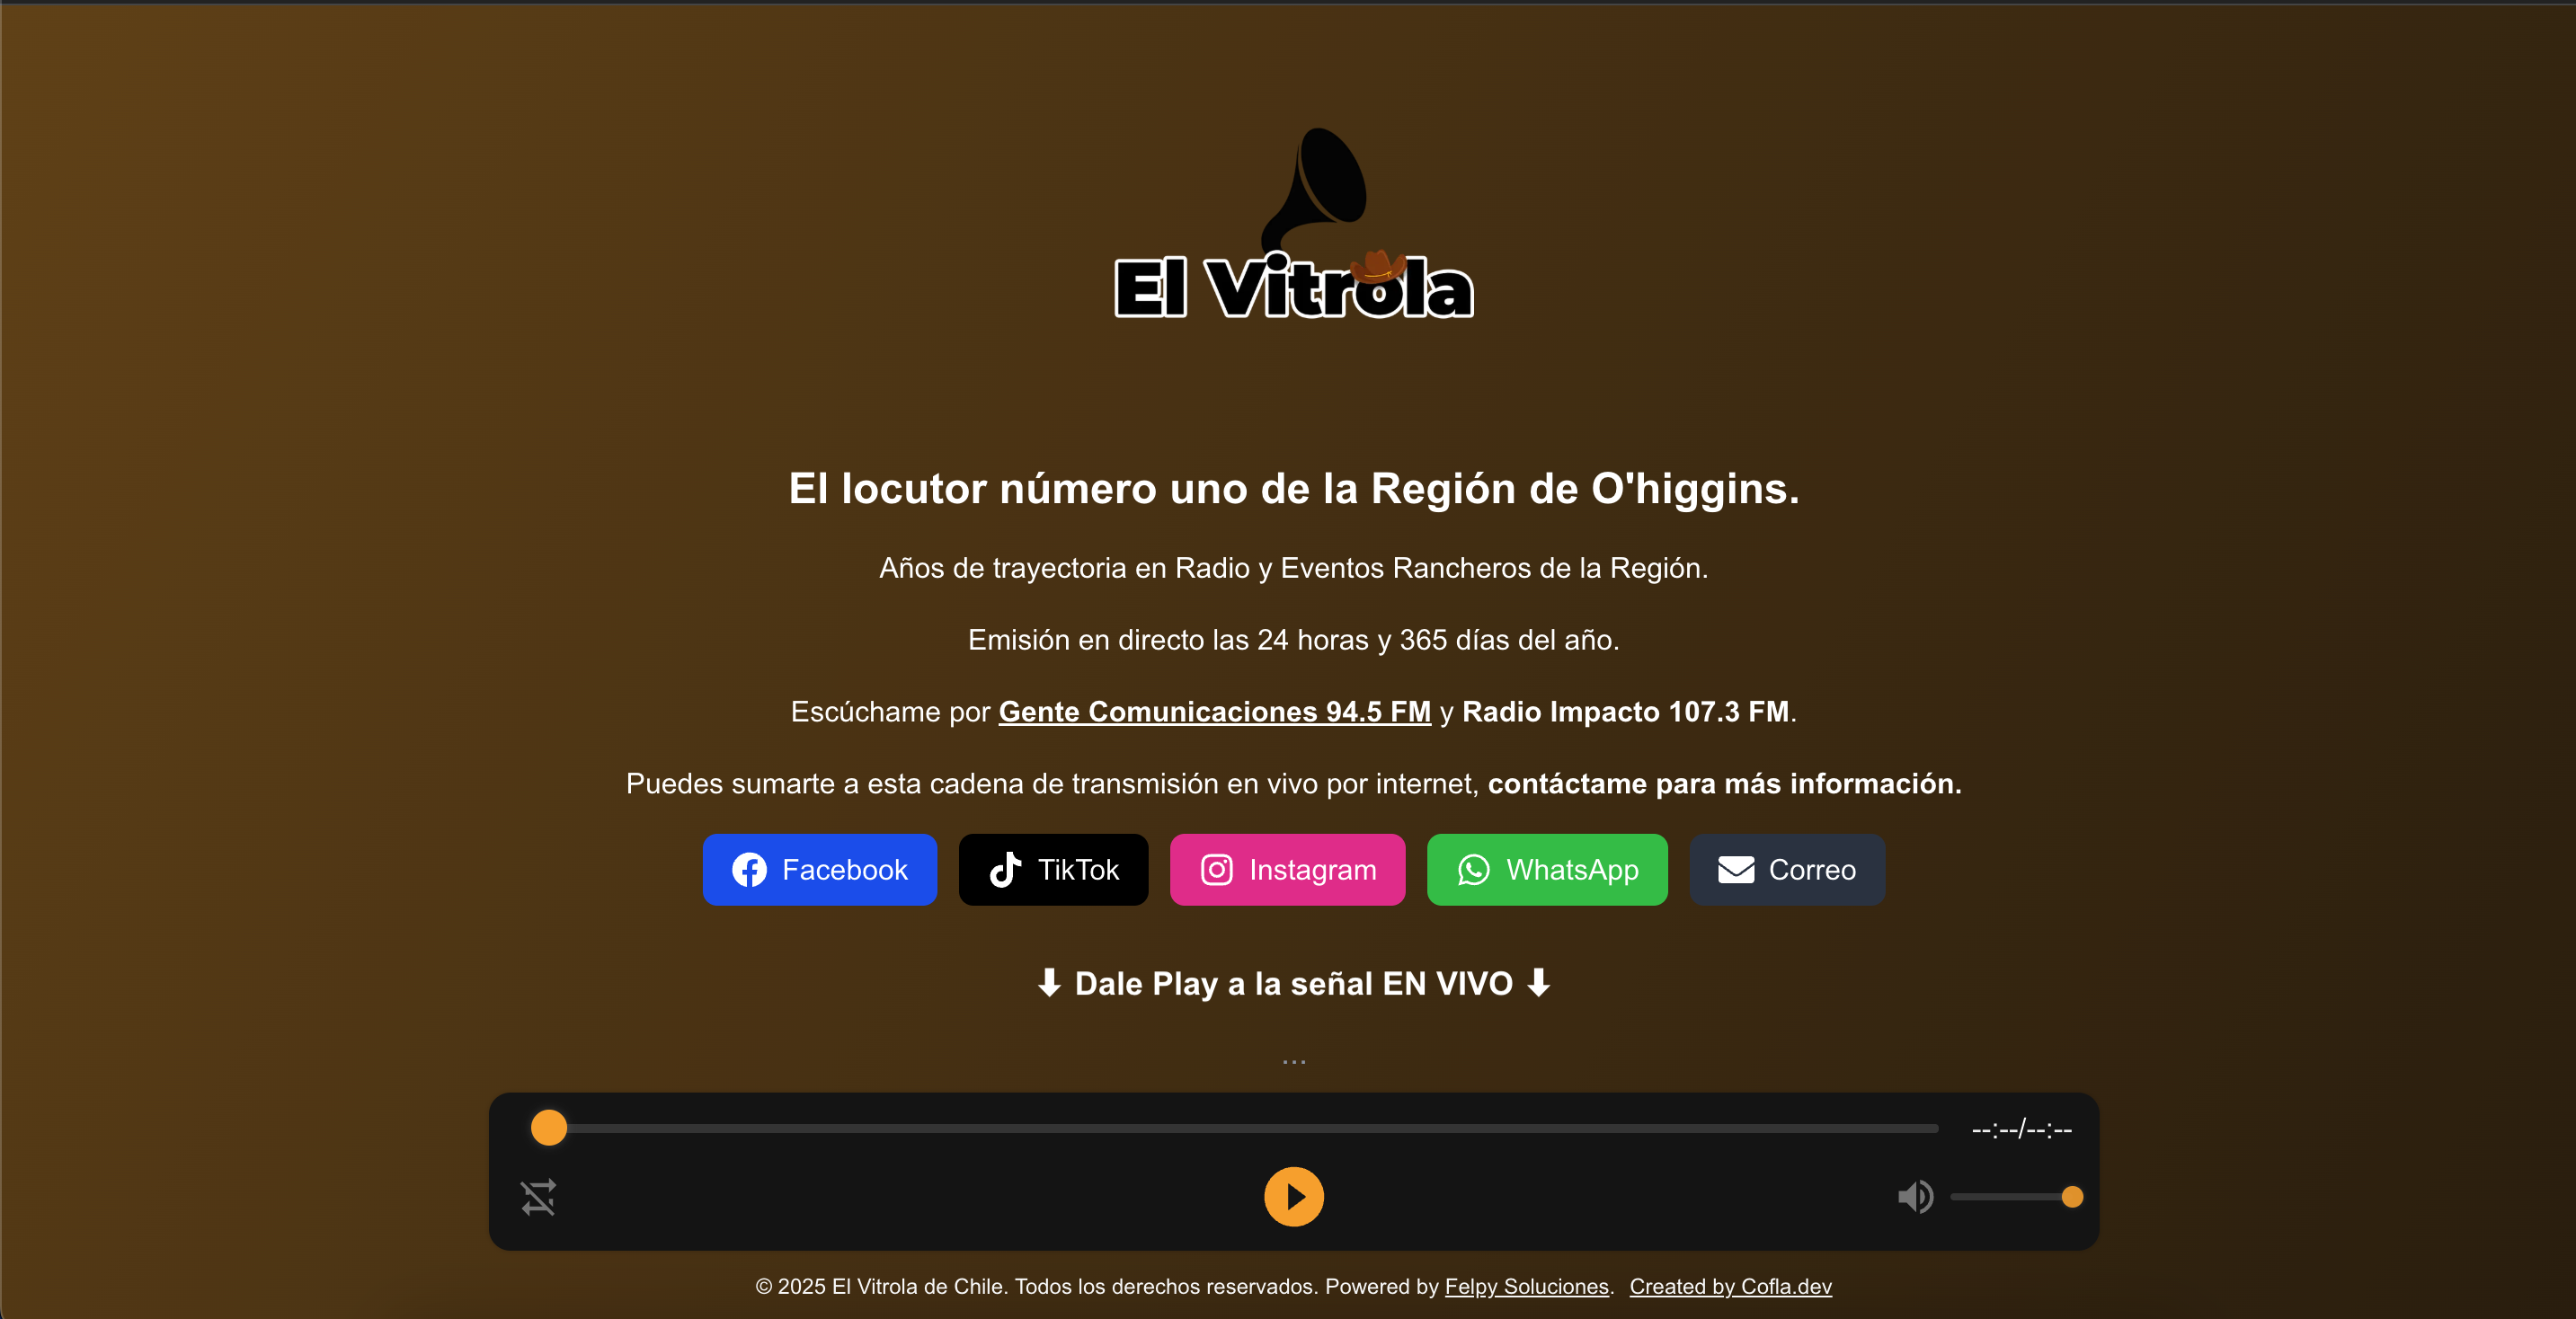 El Vitrola
El locutor número uno de la Región de O'higgins.
Años de trayectoria en Radio y Eventos Rancheros de la Región.
Emisión en directo las 24 horas y 365 días del año.
Escúchame por Gente Comunicaciones 94.5 FM y Radio Impacto 107.3 FM.
Puedes sumarte a esta cadena de transmisión en vivo por internet, contáctame para más información.
Facebook TikTok Instagram WhatsApp Correo
⬇ Dale Play a la señal EN VIVO ⬇
...
--:--/--:--
© 2025 El Vitrola de Chile. Todos los derechos reservados. Powered by Felpy Soluciones. Created by Cofla.dev